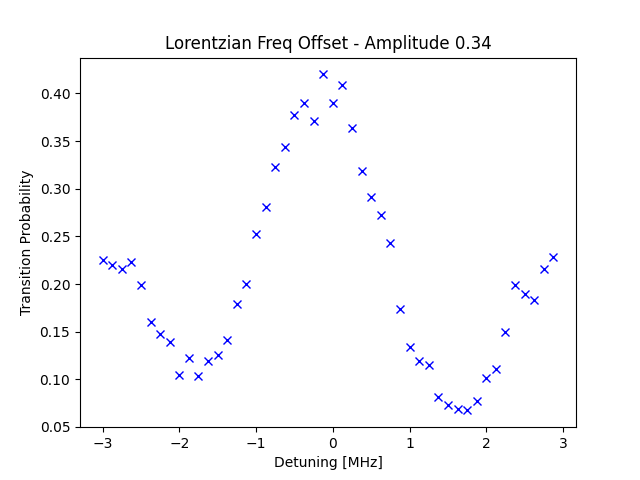 Lorentzian Freq Offset - Amplitude 0.34
Transition Probability
0.40
0.35
0.30
0.25
0.20
0.15
0.10
0.05
−3 −2 −1 0 1 2 3
Detuning [MHz]